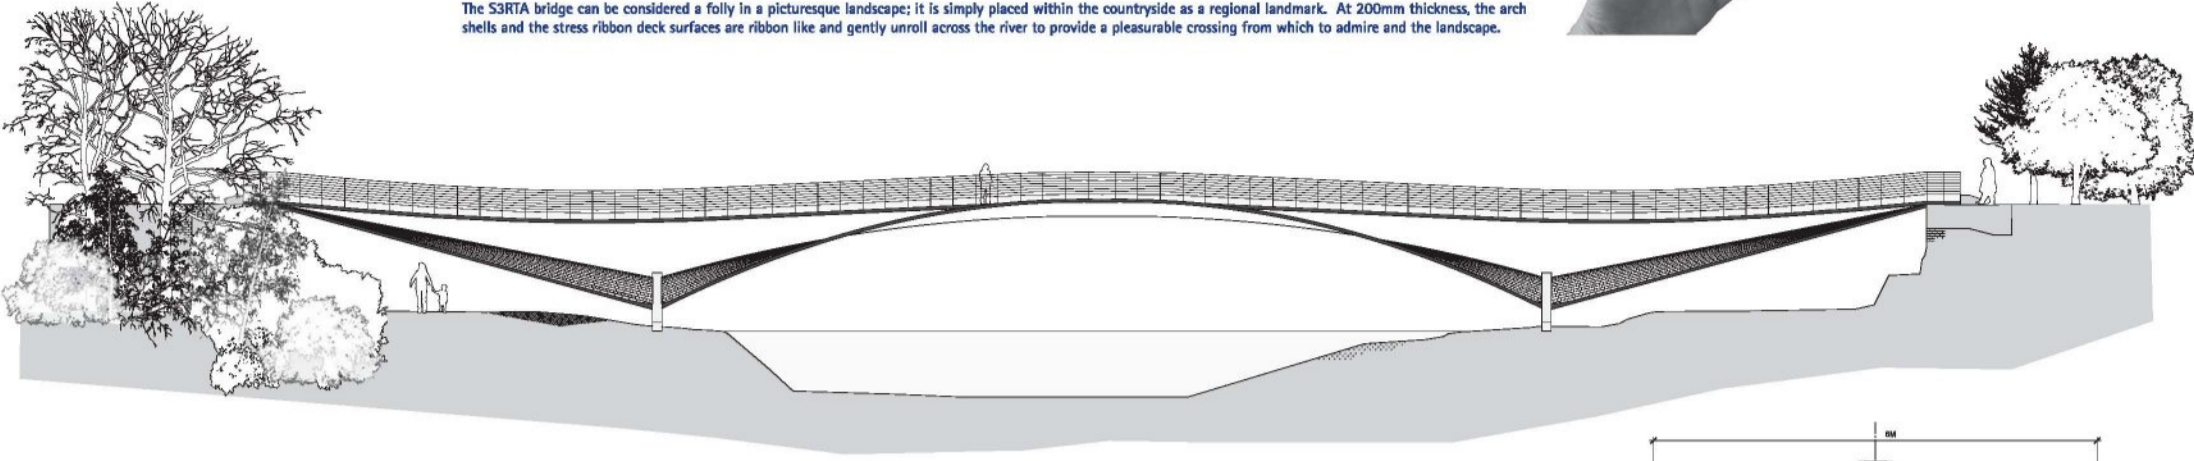 The S3RTA bridge can be considered a folly in a picturesque landscape; it is simply placed within the countryside as a regional landmark. At 200mm thickness, the arch
shells and the stress ribbon deck surfaces are ribbon like and gently unroll across the river to provide a pleasurable crossing from which to admire and the landscape.
6M